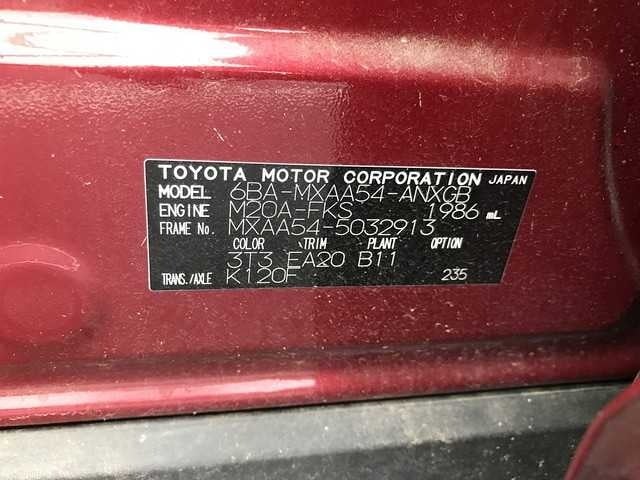 TOYOTA MOTOR CORPORATION JAPAN
MODEL 6BA-MXAA54-ANXGB
ENGINE M20A-FKS 1986 mL
FRAME No. MXAA54-5032913
COLOR TRIM PLANT OPTION
3T3 EA20 B11
TRANS./AXLE K120F 235